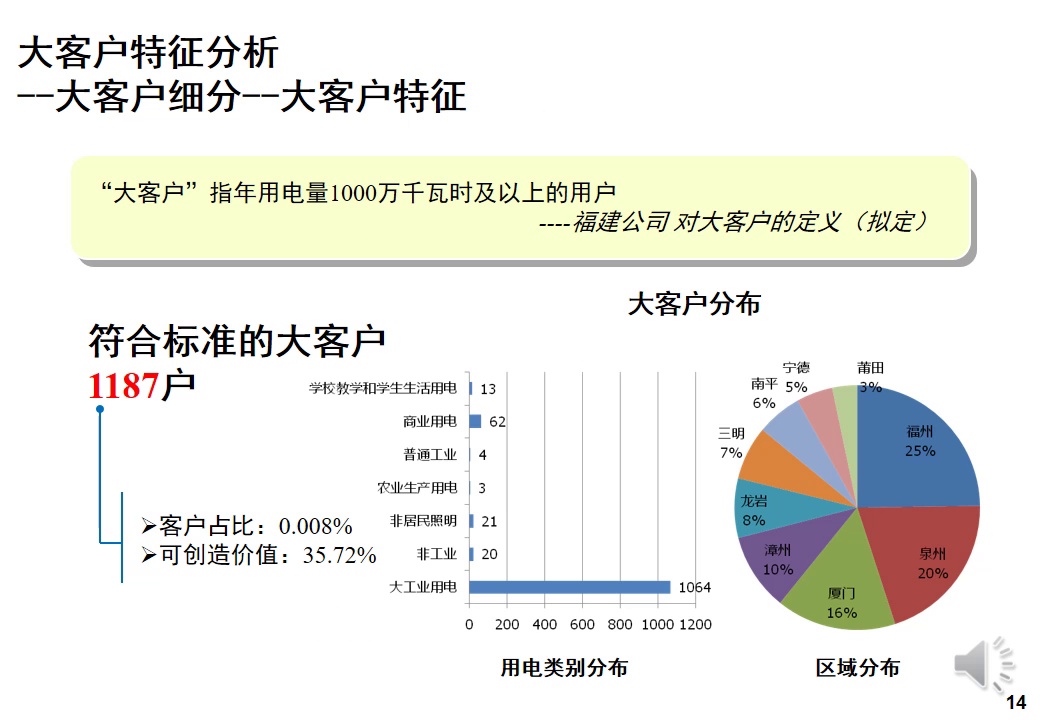 大客户特征分析
--大客户细分--大客户特征
“大客户”指年用电量1000万千瓦时及以上的用户
----福建公司 对大客户的定义（拟定）
大客户分布
符合标准的大客户
1187户
➢客户占比：0.008%
➢可创造价值：35.72%
学校教学和学生生活用电 13
商业用电 62
普通工业 4
农业生产用电 3
非居民照明 21
非工业 20
大工业用电 1064
0 200 400 600 800 1000 1200
用电类别分布
福州
25%
泉州
20%
厦门
16%
漳州
10%
龙岩
8%
三明
7%
南平
6%
宁德
5%
莆田
3%
区域分布
14